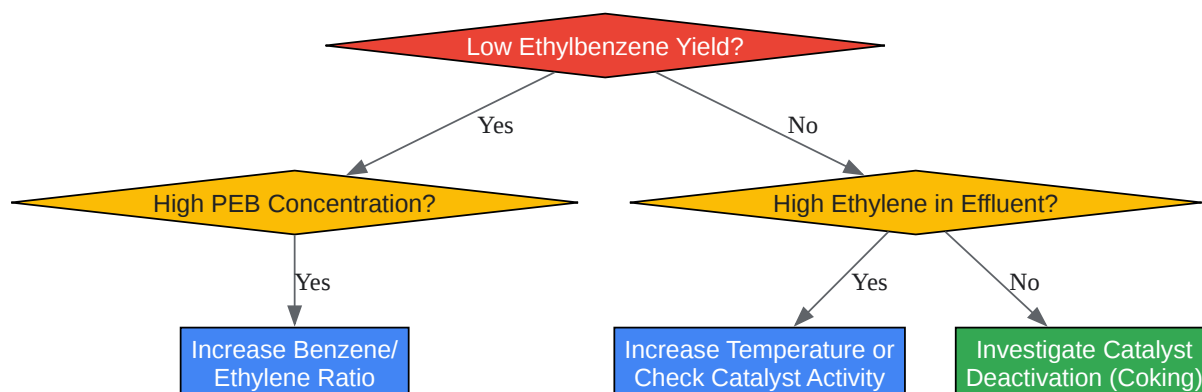 Low Ethylbenzene Yield?
Yes
No
High PEB Concentration?
High Ethylene in Effluent?
Yes
Yes
No
Increase Benzene/
Ethylene Ratio
Increase Temperature or
Check Catalyst Activity
Investigate Catalyst
Deactivation (Coking)